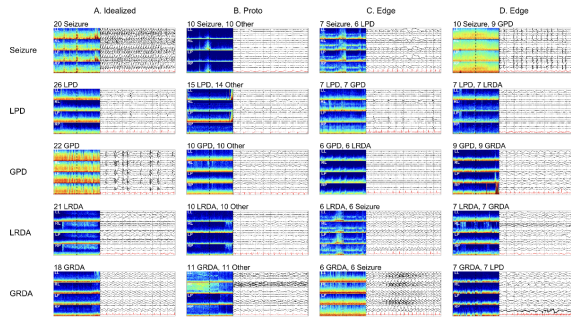 A. Idealized B. Proto C. Edge D. Edge
20 Seizure 10 Seizure, 10 Other 7 Seizure, 6 LPD 10 Seizure, 9 GPD
Seizure
26 LPD 15 LPD, 14 Other 7 LPD, 7 GPD 7 LPD, 7 LRDA
LPD
22 GPD 10 GPD, 10 Other 6 GPD, 6 LRDA 9 GPD, 9 GRDA
GPD
21 LRDA 10 LRDA, 10 Other 6 LRDA, 6 Seizure 7 LRDA, 7 GRDA
LRDA
18 GRDA 11 GRDA, 11 Other 6 GRDA, 6 Seizure 7 GRDA, 7 LPD
GRDA